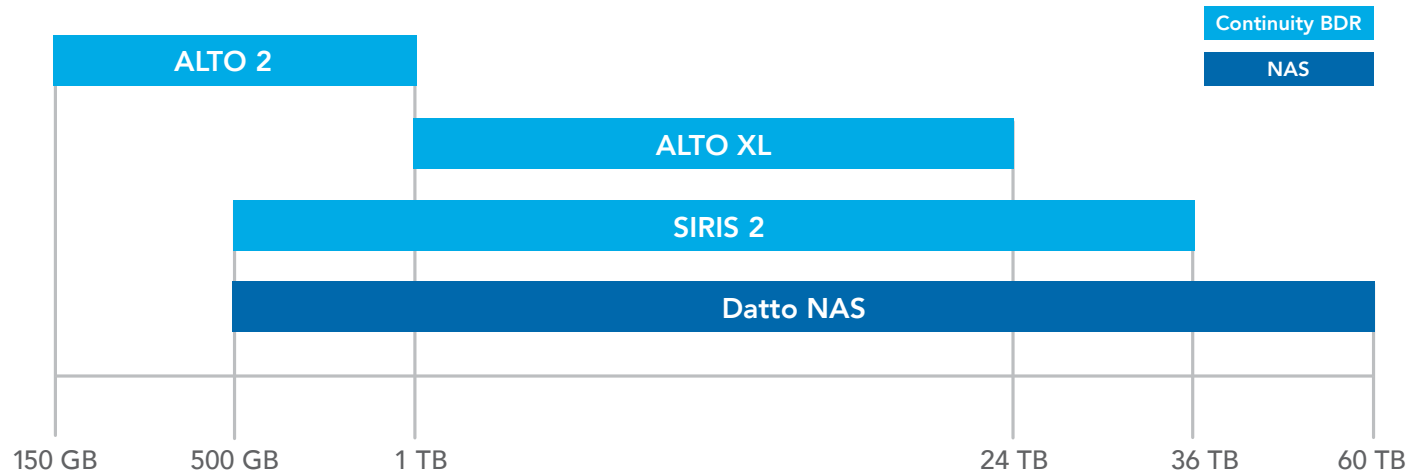 Continuity BDR
NAS
ALTO 2
ALTO XL
SIRIS 2
Datto NAS
150 GB
500 GB
1 TB
24 TB
36 TB
60 TB